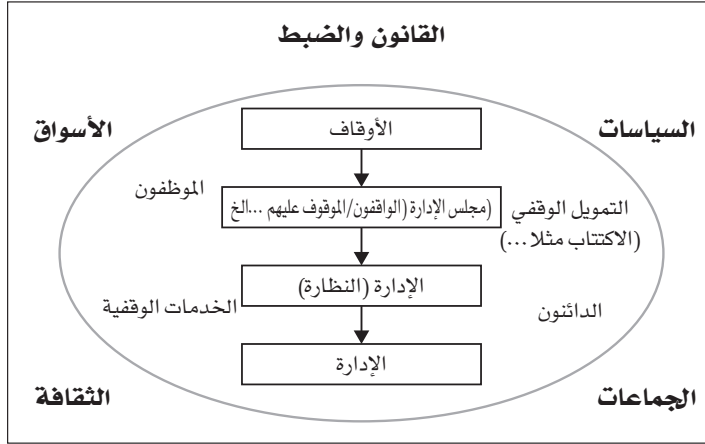 القانون والضبط
السياسات
الأسواق
الأوقاف
الموظفون
مجلس الإدارة (الواقفون/الموقوف عليهم ...الخ)
التمويل الوقفي
(الاكتتاب مثلا...)
الإدارة (النظارة)
الخدمات الوقفية
الدائنون
الإدارة
الجماعات
الثقافة